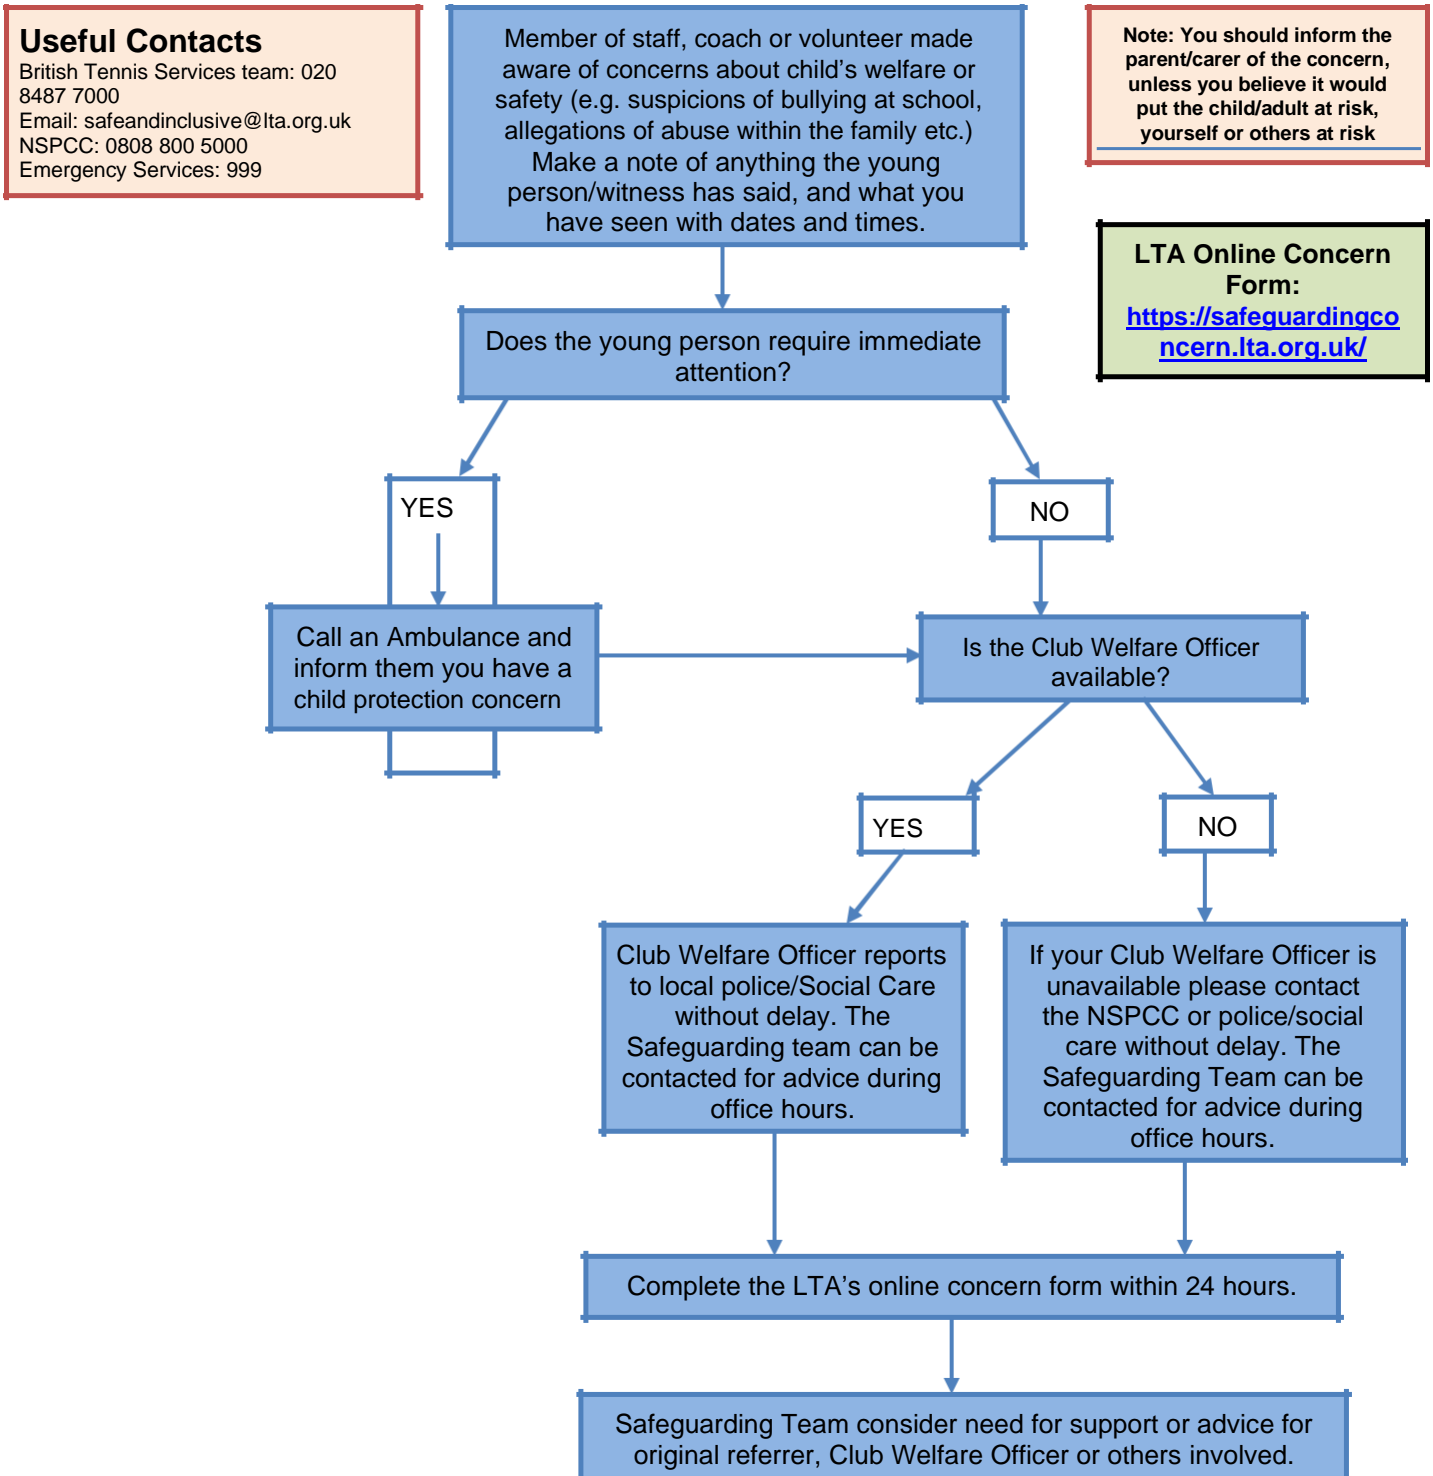 Useful Contacts
British Tennis Services team: 020
8487 7000
Email: safeandinclusive@lta.org.uk
NSPCC: 0808 800 5000
Emergency Services: 999
Member of staff, coach or volunteer made
aware of concerns about child’s welfare or
safety (e.g. suspicions of bullying at school,
allegations of abuse within the family etc.)
Make a note of anything the young
person/witness has said, and what you
have seen with dates and times.
Note: You should inform the
parent/carer of the concern,
unless you believe it would
put the child/adult at risk,
yourself or others at risk
LTA Online Concern
Form:
https://safeguardingco
ncern.lta.org.uk/
Does the young person require immediate
attention?
YES
NO
Call an Ambulance and
inform them you have a
child protection concern
Is the Club Welfare Officer
available?
YES
NO
Club Welfare Officer reports
to local police/Social Care
without delay. The
Safeguarding team can be
contacted for advice during
office hours.
If your Club Welfare Officer is
unavailable please contact
the NSPCC or police/social
care without delay. The
Safeguarding Team can be
contacted for advice during
office hours.
Complete the LTA’s online concern form within 24 hours.
Safeguarding Team consider need for support or advice for
original referrer, Club Welfare Officer or others involved.